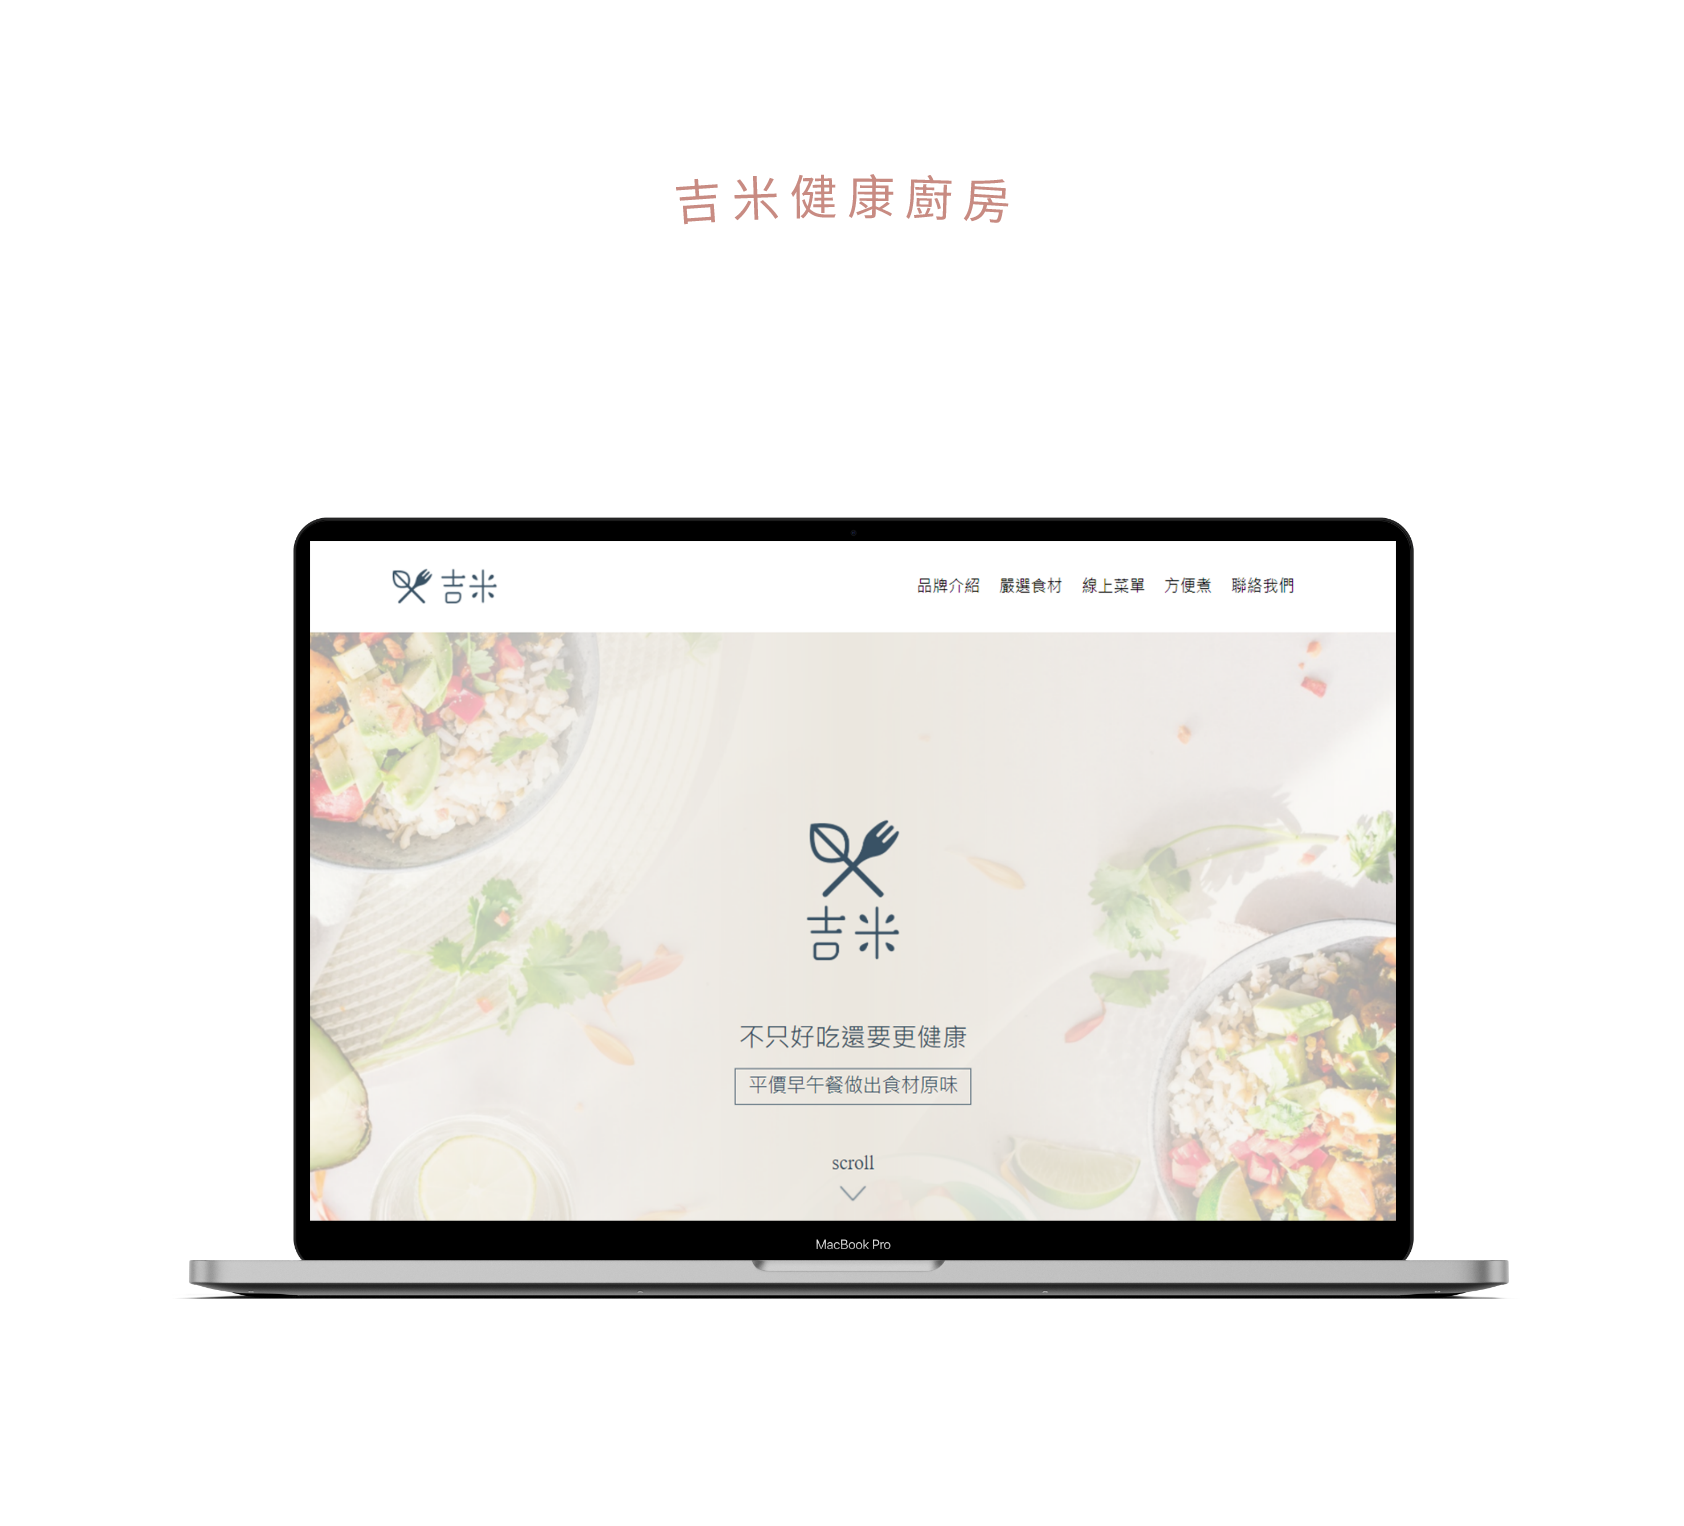 吉米健康廚房
吉米
品牌介紹 嚴選食材 線上菜單 方便煮 聯絡我們
吉米
不只好吃還要更健康
平價早午餐做出食材原味
scroll
MacBook Pro